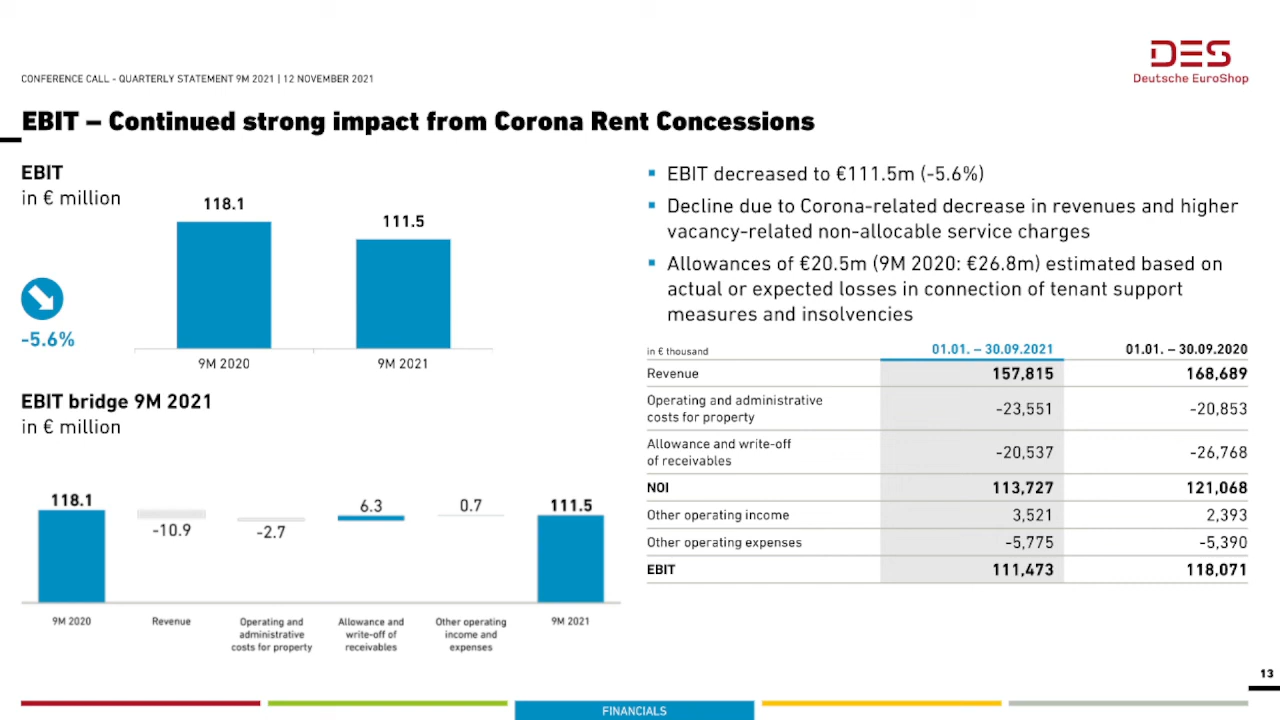 DES
Deutsche EuroShop
CONFERENCE CALL - QUARTERLY STATEMENT 9M 2021 | 12 NOVEMBER 2021
EBIT – Continued strong impact from Corona Rent Concessions
EBIT
in € million
118.1
111.5
-5.6%
9M 2020
9M 2021
EBIT bridge 9M 2021
in € million
118.1
-10.9
-2.7
6.3
0.7
111.5
9M 2020
Revenue
Operating and
administrative
costs for property
Allowance and
write-off of
receivables
Other operating
income and
expenses
9M 2021
▪ EBIT decreased to €111.5m (-5.6%)
▪ Decline due to Corona-related decrease in revenues and higher
vacancy-related non-allocable service charges
▪ Allowances of €20.5m (9M 2020: €26.8m) estimated based on
actual or expected losses in connection of tenant support
measures and insolvencies
in € thousand 01.01. – 30.09.2021 01.01. – 30.09.2020
Revenue 157,815 168,689
Operating and administrative
costs for property -23,551 -20,853
Allowance and write-off
of receivables -20,537 -26,768
NOI 113,727 121,068
Other operating income 3,521 2,393
Other operating expenses -5,775 -5,390
EBIT 111,473 118,071
13
FINANCIALS